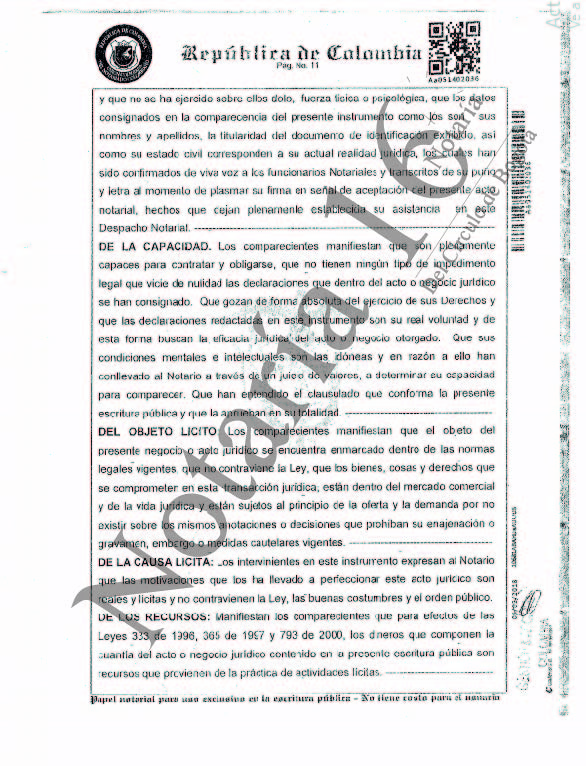 República de Colombia
Pag. No. 11
Aa051402036
y que no se ha ejercido sobre ellos dolo, fuerza física o psicológica, que los datos
consignados en la comparecencia del presente instrumento como los son, sus
nombres y apellidos, la titularidad del documento de identificación exhibido, así
como su estado civil corresponden a su actual realidad jurídica, los cuales han
sido confirmados de viva voz a los funcionarios Notariales y transcritos de su puño
y letra al momento de plasmar su firma en señal de aceptación del presente acto
notarial, hechos que dejan plenamente establecida su asistencia en este
Despacho Notarial.
DE LA CAPACIDAD. Los comparecientes manifiestan que son plenamente
capaces para contratar y obligarse, que no tienen ningún tipo de impedimento
legal que vicie de nulidad las declaraciones que dentro del acto o negocio jurídico
se han consignado. Que gozan de forma absoluta del ejercicio de sus Derechos y
que las declaraciones redactadas en este instrumento son su real voluntad y de
esta forma buscan la eficacia jurídica del acto o negocio otorgado. Que sus
condiciones mentales e intelectuales son las idóneas y en razón a ello han
conllevado al Notario a través de un juicio de valores, a determinar su capacidad
para comparecer. Que han entendido el clausulado que conforma la presente
escritura pública y que la aprueban en su totalidad.
DEL OBJETO LICITO: Los comparecientes manifiestan que el objeto del
presente negocio o acto jurídico se encuentra enmarcado dentro de las normas
legales vigentes, que no contraviene la Ley, que los bienes, cosas y derechos que
se comprometen en esta transacción jurídica, están dentro del mercado comercial
y de la vida jurídica y están sujetos al principio de la oferta y la demanda por no
existir sobre los mismos anotaciones o decisiones que prohíban su enajenación o
gravamen, embargo o medidas cautelares vigentes.
DE LA CAUSA LICITA: Los intervinientes en este instrumento expresan al Notario
que las motivaciones que los ha llevado a perfeccionar este acto jurídico son
reales y lícitas y no contravienen la Ley, las buenas costumbres y el orden público.
DE LOS RECURSOS: Manifiestan los comparecientes que para efectos de las
Leyes 333 de 1996, 365 de 1997 y 793 de 2000, los dineros que componen la
cuantía del acto o negocio jurídico contenido en la presente escritura pública son
recursos que provienen de la práctica de actividades lícitas.
Papel notarial para uso exclusivo en la escritura pública - No tiene costo para el usuario
Notaría 16
Notaría
Del Círculo de Bogotá
Aa051402036